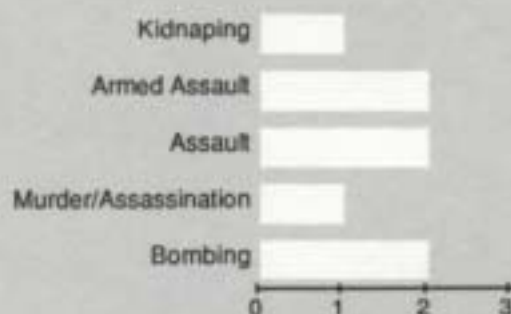 Kidnaping
Armed Assault
Assault
Murder/Assassination
Bombing
0 1 2 3